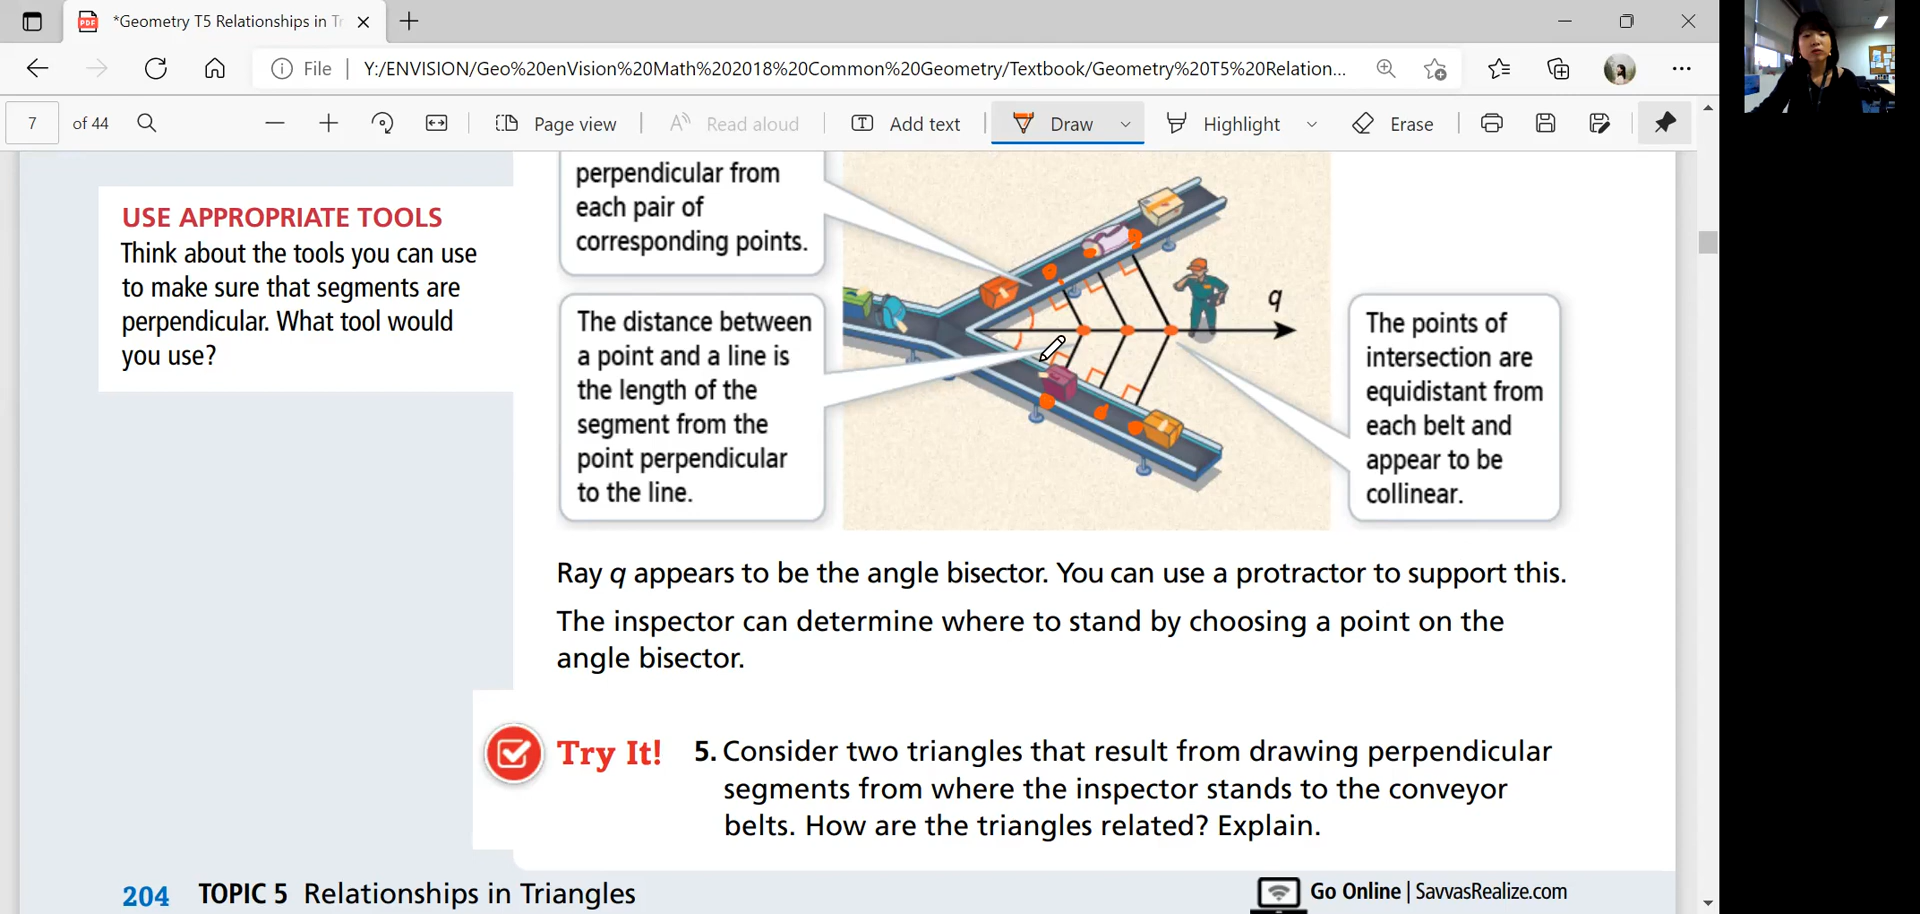 *Geometry T5 Relationships in Tr
File
Y:/ENVISION/Geo%20enVision%20Math%202018%20Common%20Geometry/Textbook/Geometry%20T5%20Relation...
7 of 44
Page view
Read aloud
Add text
Draw
Highlight
Erase
USE APPROPRIATE TOOLS
Think about the tools you can use
to make sure that segments are
perpendicular. What tool would
you use?
perpendicular from
each pair of
corresponding points.
The distance between
a point and a line is
the length of the
segment from the
point perpendicular
to the line.
q
The points of
intersection are
equidistant from
each belt and
appear to be
collinear.
Ray q appears to be the angle bisector. You can use a protractor to support this.
The inspector can determine where to stand by choosing a point on the
angle bisector.
Try It! 5. Consider two triangles that result from drawing perpendicular
segments from where the inspector stands to the conveyor
belts. How are the triangles related? Explain.
204 TOPIC 5 Relationships in Triangles
Go Online | SavvasRealize.com